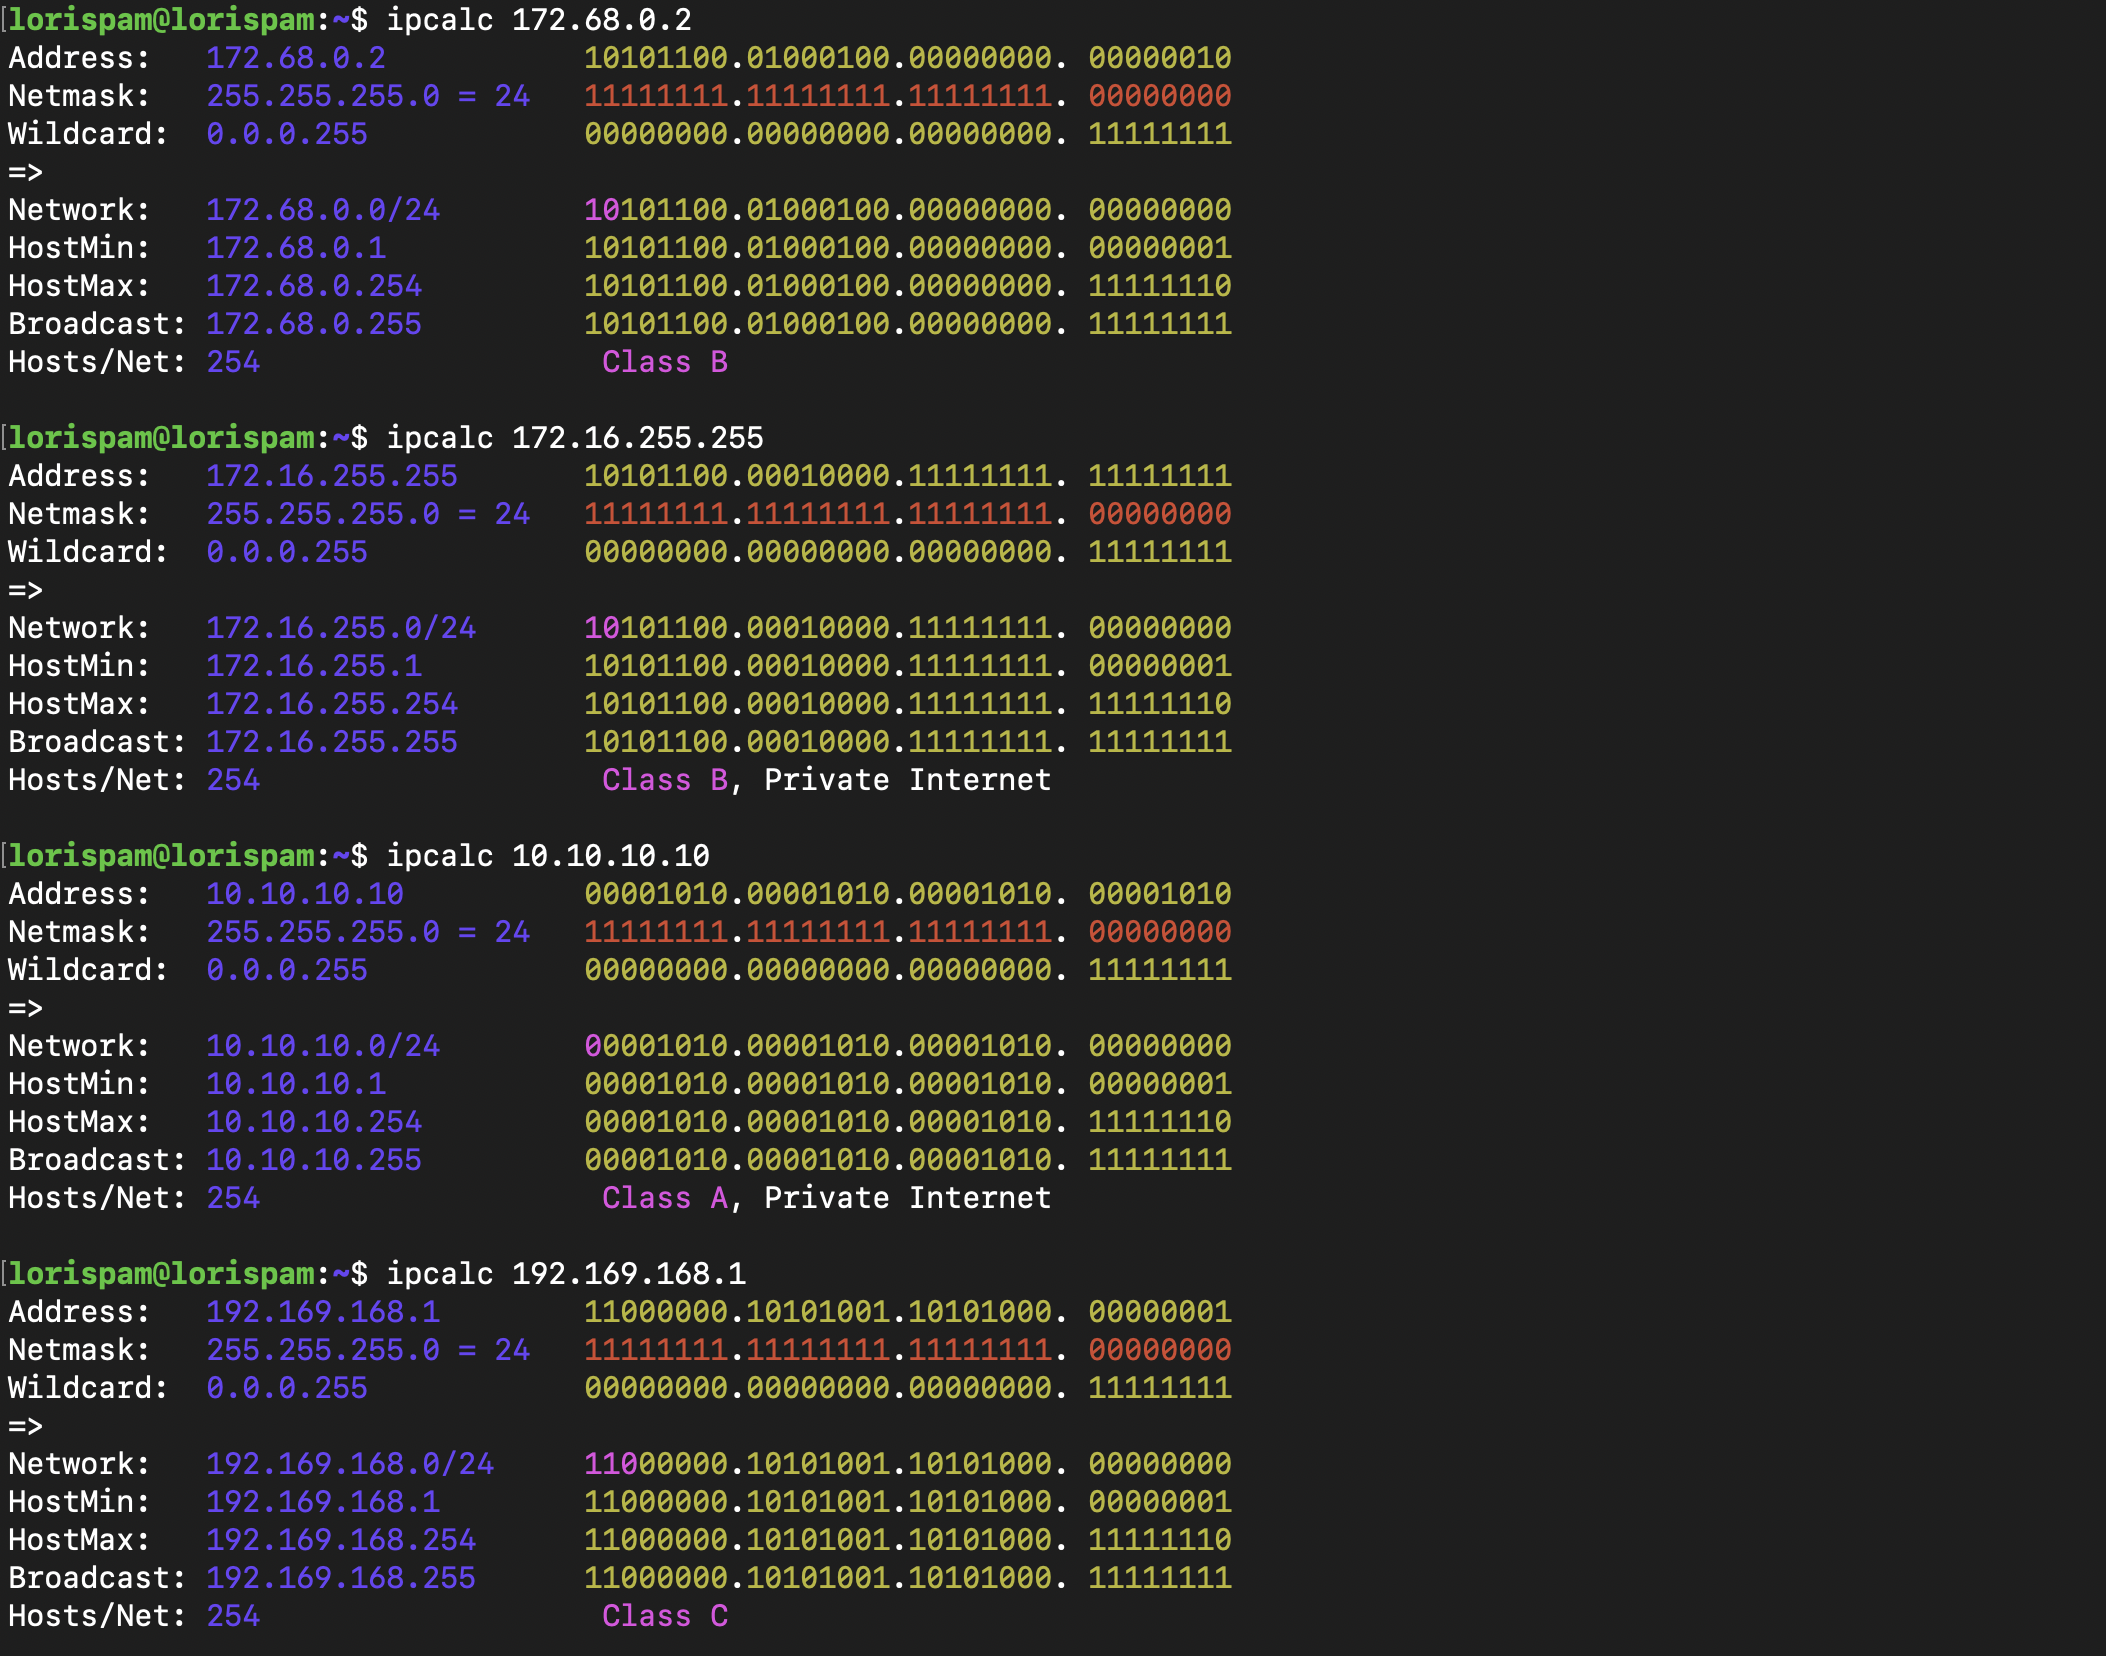 [lorispam@lorispam:~$ ipcalc 172.68.0.2
Address:   172.68.0.2           10101100.01000100.00000000. 00000010
Netmask:   255.255.255.0 = 24   11111111.11111111.11111111. 00000000
Wildcard:  0.0.0.255            00000000.00000000.00000000. 11111111
=>
Network:   172.68.0.0/24        10101100.01000100.00000000. 00000000
HostMin:   172.68.0.1           10101100.01000100.00000000. 00000001
HostMax:   172.68.0.254         10101100.01000100.00000000. 11111110
Broadcast: 172.68.0.255         10101100.01000100.00000000. 11111111
Hosts/Net: 254                   Class B
[lorispam@lorispam:~$ ipcalc 172.16.255.255
Address:   172.16.255.255       10101100.00010000.11111111. 11111111
Netmask:   255.255.255.0 = 24   11111111.11111111.11111111. 00000000
Wildcard:  0.0.0.255            00000000.00000000.00000000. 11111111
=>
Network:   172.16.255.0/24      10101100.00010000.11111111. 00000000
HostMin:   172.16.255.1         10101100.00010000.11111111. 00000001
HostMax:   172.16.255.254       10101100.00010000.11111111. 11111110
Broadcast: 172.16.255.255       10101100.00010000.11111111. 11111111
Hosts/Net: 254                   Class B, Private Internet
[lorispam@lorispam:~$ ipcalc 10.10.10.10
Address:   10.10.10.10          00001010.00001010.00001010. 00001010
Netmask:   255.255.255.0 = 24   11111111.11111111.11111111. 00000000
Wildcard:  0.0.0.255            00000000.00000000.00000000. 11111111
=>
Network:   10.10.10.0/24        00001010.00001010.00001010. 00000000
HostMin:   10.10.10.1           00001010.00001010.00001010. 00000001
HostMax:   10.10.10.254         00001010.00001010.00001010. 11111110
Broadcast: 10.10.10.255         00001010.00001010.00001010. 11111111
Hosts/Net: 254                   Class A, Private Internet
[lorispam@lorispam:~$ ipcalc 192.169.168.1
Address:   192.169.168.1        11000000.10101001.10101000. 00000001
Netmask:   255.255.255.0 = 24   11111111.11111111.11111111. 00000000
Wildcard:  0.0.0.255            00000000.00000000.00000000. 11111111
=>
Network:   192.169.168.0/24     11000000.10101001.10101000. 00000000
HostMin:   192.169.168.1        11000000.10101001.10101000. 00000001
HostMax:   192.169.168.254      11000000.10101001.10101000. 11111110
Broadcast: 192.169.168.255      11000000.10101001.10101000. 11111111
Hosts/Net: 254                   Class C